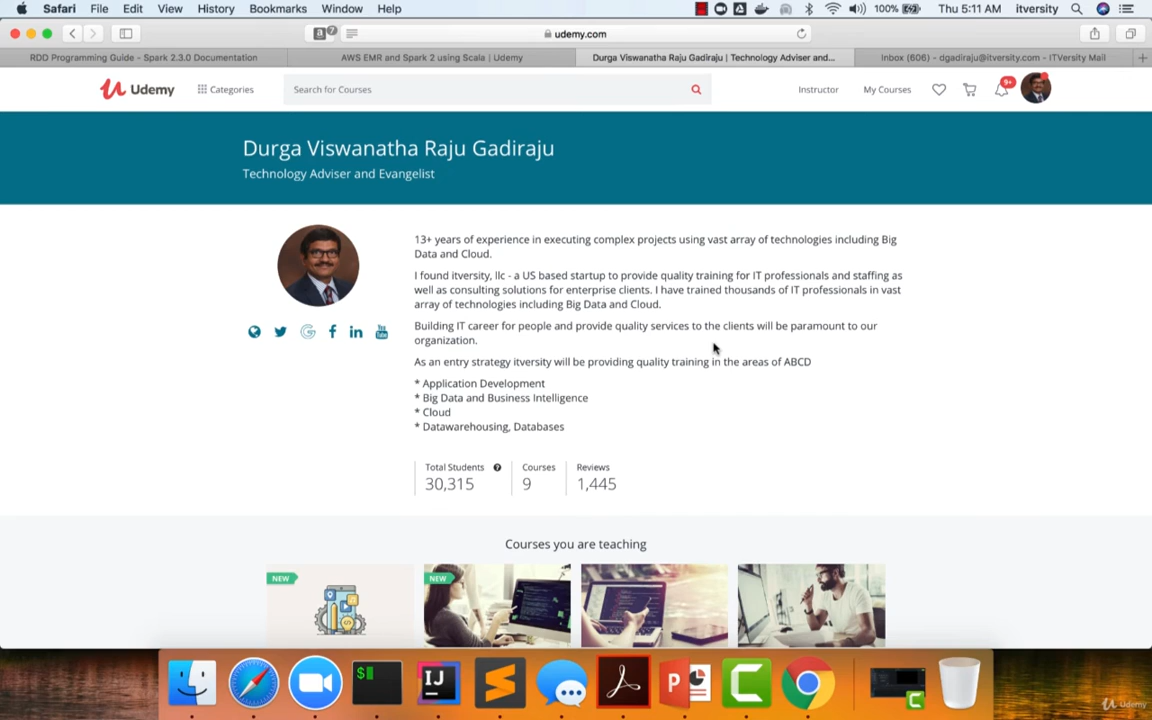 Safari File Edit View History Bookmarks Window Help 100% Thu 5:11 AM itversity
udemy.com
RDD Programming Guide - Spark 2.3.0 Documentation
AWS EMR and Spark 2 using Scala | Udemy
Durga Viswanatha Raju Gadiraju | Technology Adviser and...
Inbox (606) - dgadiraju@itversity.com - ITVersity Mail
Udemy Categories Search for Courses Instructor My Courses 9+
Durga Viswanatha Raju Gadiraju
Technology Adviser and Evangelist
13+ years of experience in executing complex projects using vast array of technologies including Big
Data and Cloud.
I found itversity, llc - a US based startup to provide quality training for IT professionals and staffing as
well as consulting solutions for enterprise clients. I have trained thousands of IT professionals in vast
array of technologies including Big Data and Cloud.
Building IT career for people and provide quality services to the clients will be paramount to our
organization.
As an entry strategy itversity will be providing quality training in the areas of ABCD
* Application Development
* Big Data and Business Intelligence
* Cloud
* Datawarehousing, Databases
Total Students Courses Reviews
30,315 9 1,445
Courses you are teaching
NEW NEW
$ IJ S P C
Udemy